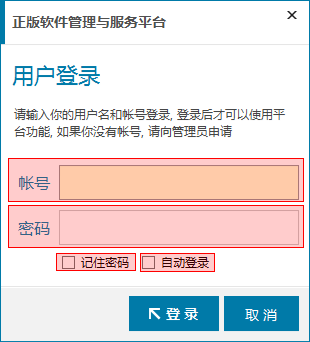 正版软件管理与服务平台
用户登录
请输入你的用户名和帐号登录, 登录后才可以使用平
台功能, 如果你没有帐号, 请向管理员申请
帐号
密码
记住密码 自动登录
登录 取消